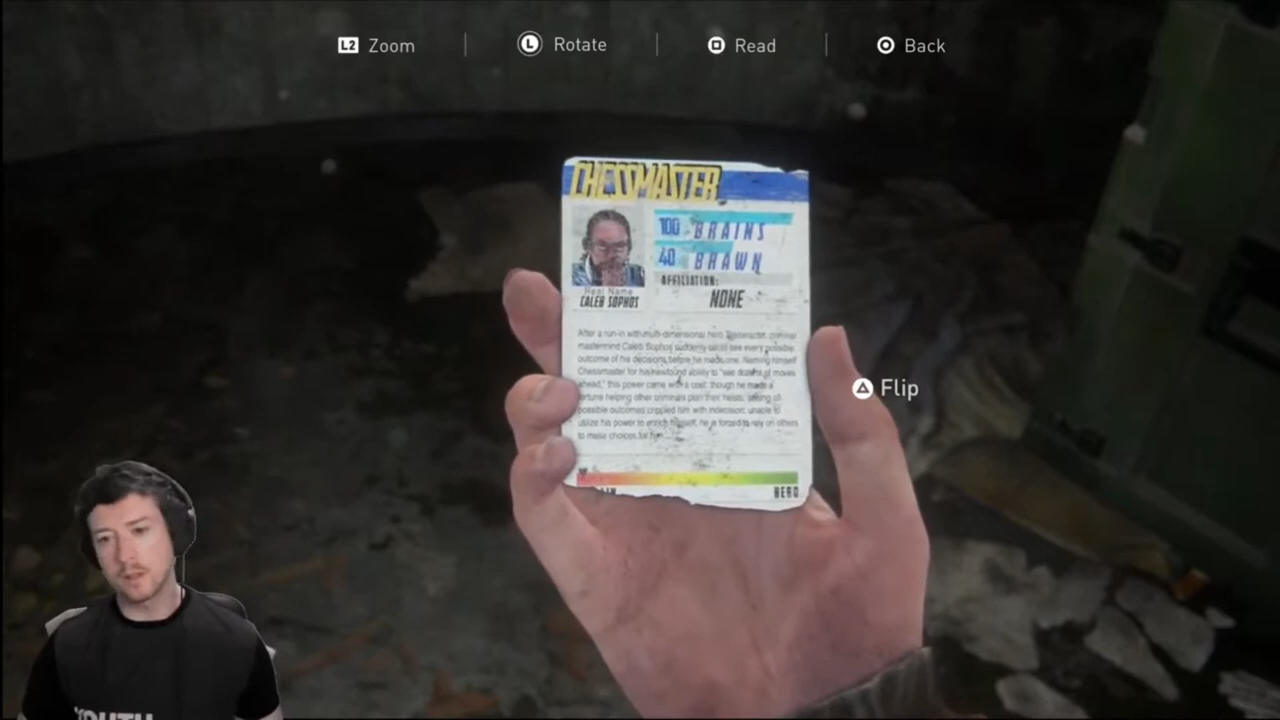 L2 Zoom
L Rotate
Read
Back
CHESSMASTER
100 BRAINS
40 BRAWN
AFFILIATION:
NONE
Real Name
CALEB SOPHOS
After a run-in with multi-dimensional hero criminal
mastermind Caleb Sophos suddenly could see every possible
outcome of his decisions before he made one. Naming himself
Chessmaster for his newfound ability to "see dozens of moves
ahead," this power came with a cost: though he made a
fortune helping other criminals plan their heists, seeing all
possible outcomes crippled him with indecision; unable to
utilize his power to enrich himself, he is forced to rely on others
to make choices for him.
HERO
Flip
YOUTH